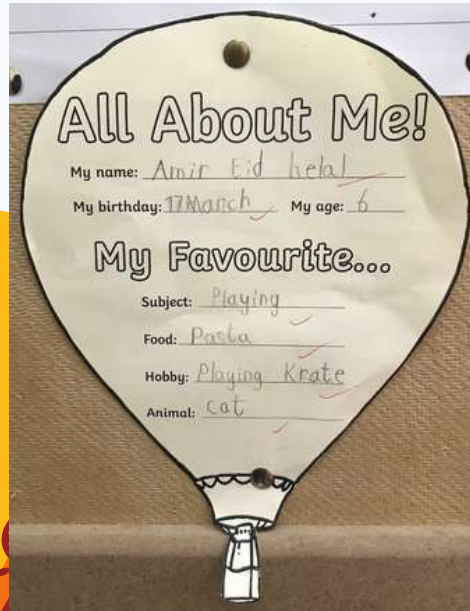 All About Me!
My name: Amir Eid helal
My birthday: 17 March My age: 6
My Favourite...
Subject: Playing
Food: Pasta
Hobby: Playing Krate
Animal: cat